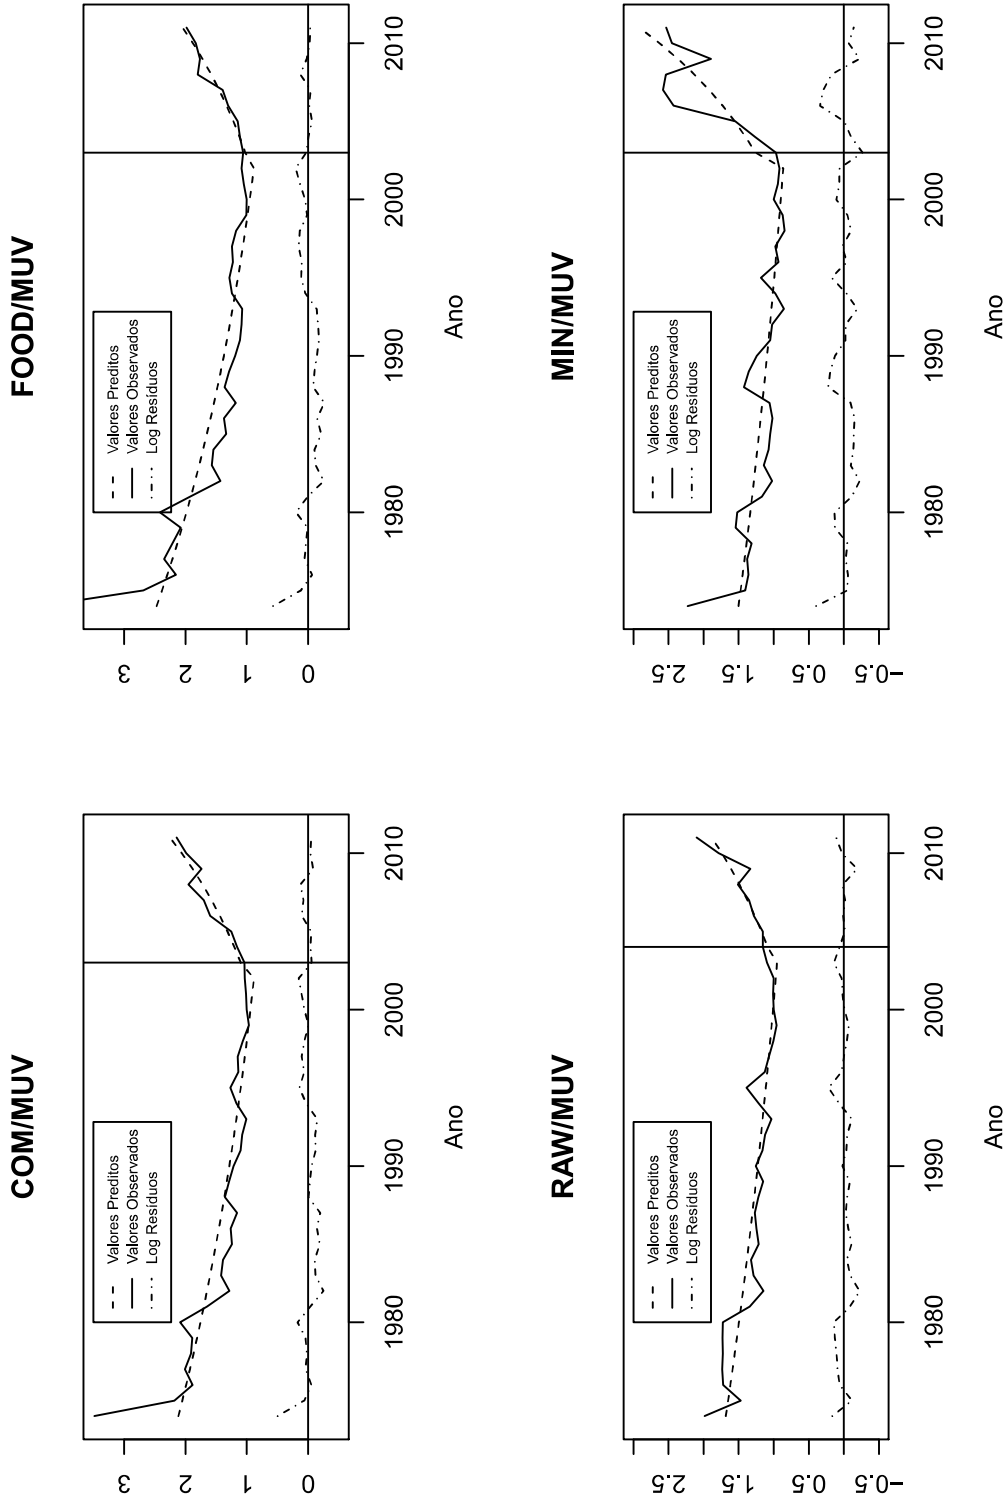 COM/MUV
3
2
1
0
Valores Preditos
Valores Observados
Log Resíduos
1980
1990
2000
2010
Ano
FOOD/MUV
3
2
1
0
Valores Preditos
Valores Observados
Log Resíduos
1980
1990
2000
2010
Ano
RAW/MUV
2.5
1.5
0.5
−0.5
Valores Preditos
Valores Observados
Log Resíduos
1980
1990
2000
2010
Ano
MIN/MUV
2.5
1.5
0.5
−0.5
Valores Preditos
Valores Observados
Log Resíduos
1980
1990
2000
2010
Ano